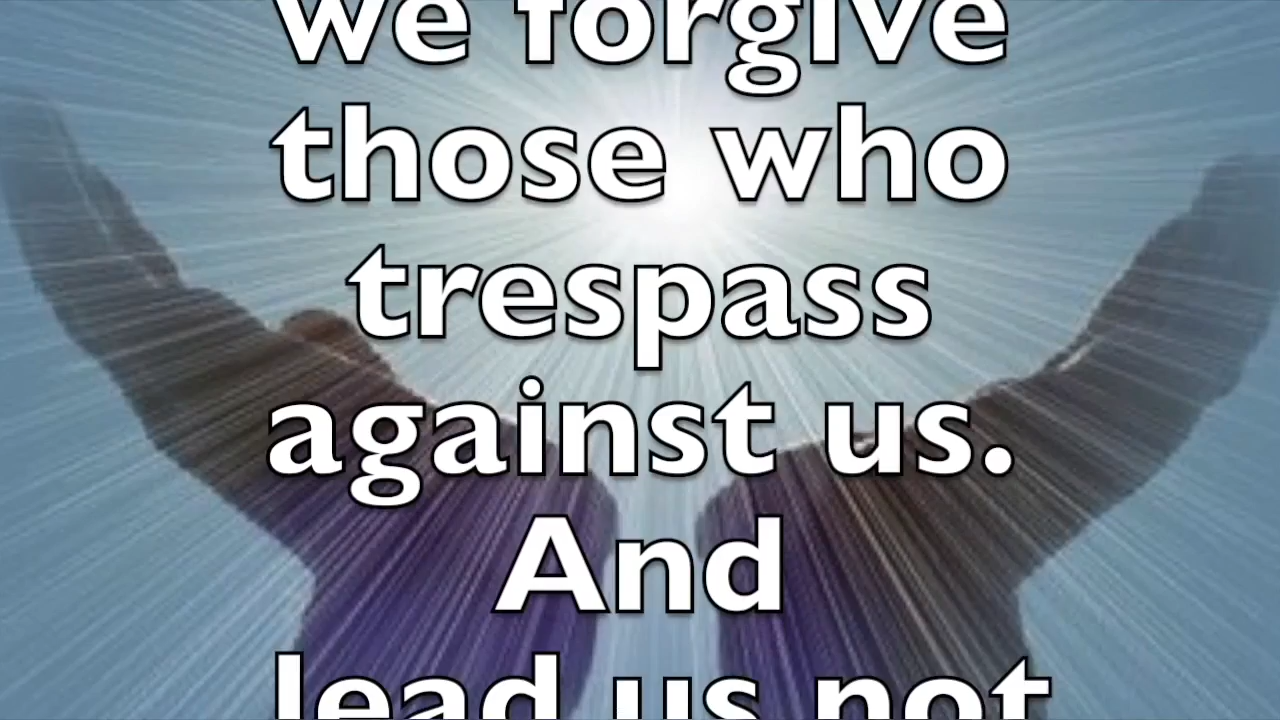 we forgive
those who
trespass
against us.
And
lead us not